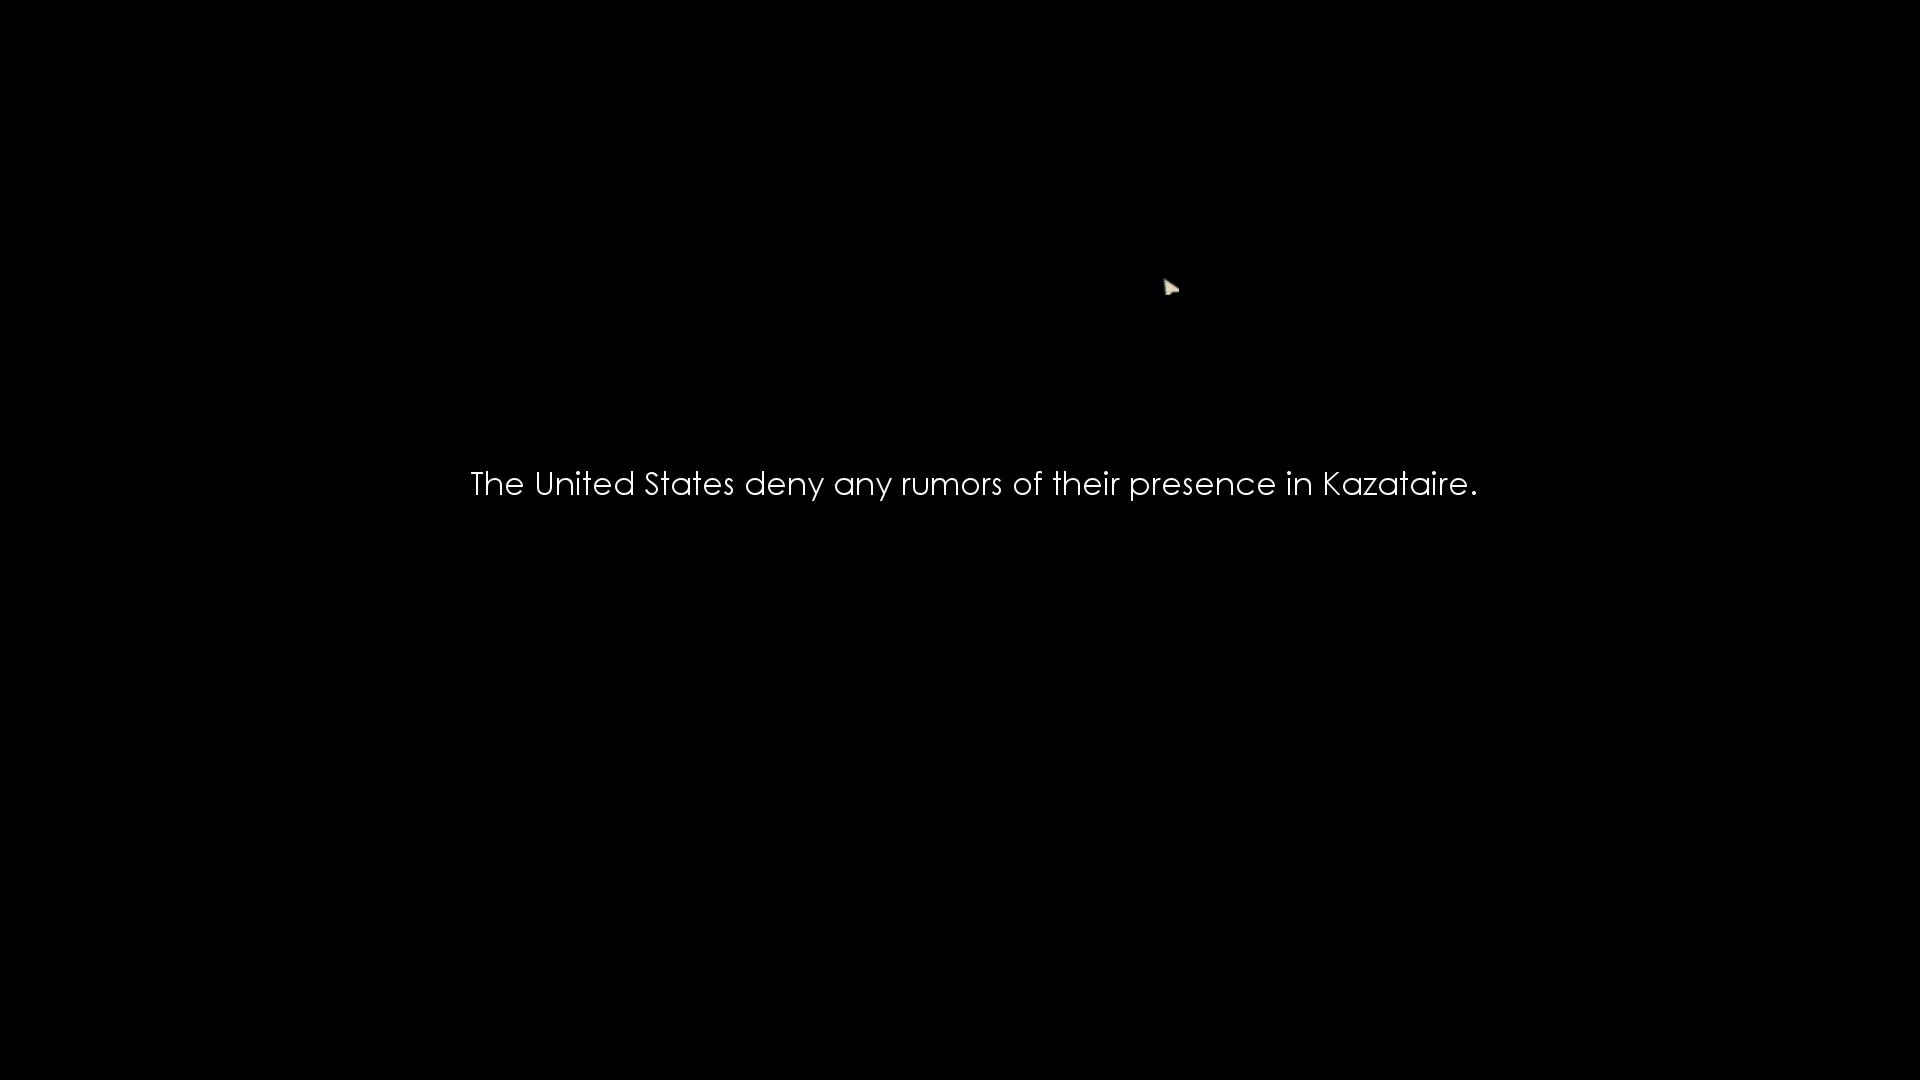 The United States deny any rumors of their presence in Kazataire.